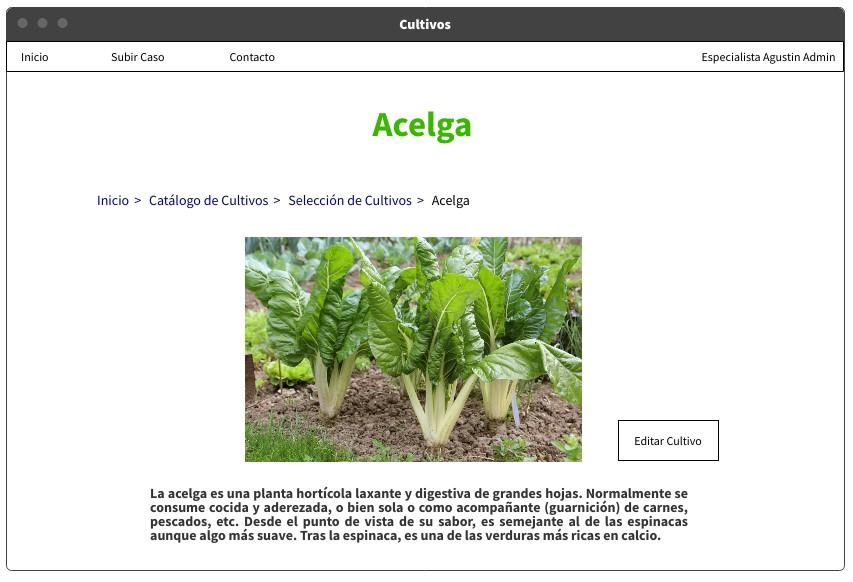 Cultivos
Inicio Subir Caso Contacto Especialista Agustin Admin
Acelga
Inicio > Catálogo de Cultivos > Selección de Cultivos > Acelga
Editar Cultivo
La acelga es una planta hortícola laxante y digestiva de grandes hojas. Normalmente se
consume cocida y aderezada, o bien sola o como acompañante (guarnición) de carnes,
pescados, etc. Desde el punto de vista de su sabor, es semejante al de las espinacas
aunque algo más suave. Tras la espinaca, es una de las verduras más ricas en calcio.